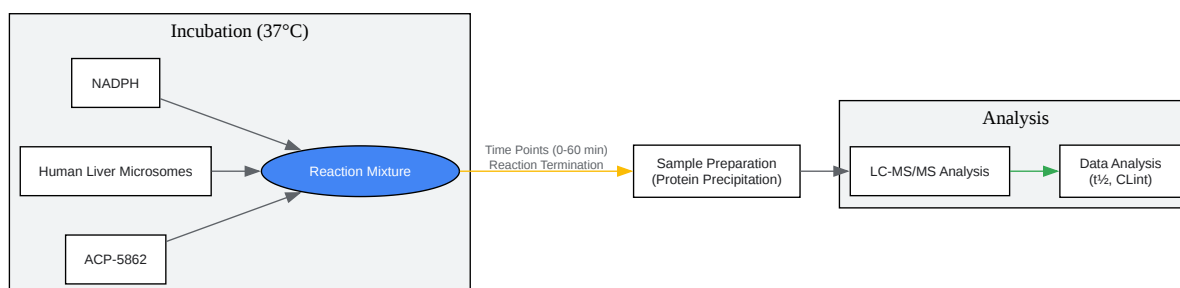 Incubation (37°C)
NADPH
Human Liver Microsomes
ACP-5862
Reaction Mixture
Time Points (0-60 min)
Reaction Termination
Sample Preparation
(Protein Precipitation)
Analysis
LC-MS/MS Analysis
Data Analysis
(t½, CLint)